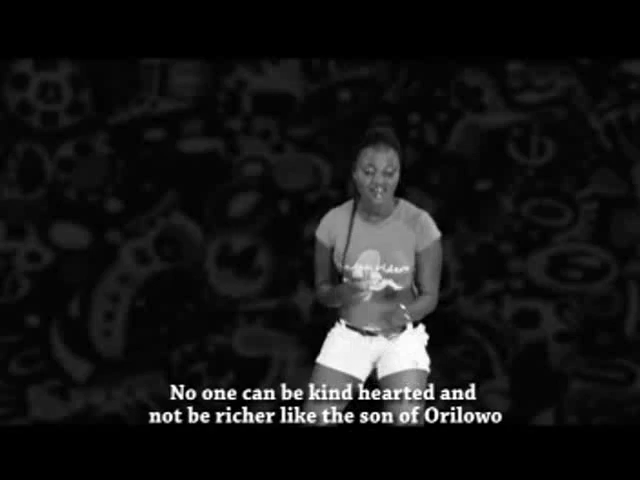 No one can be kind hearted and
not be richer like the son of Orilowo